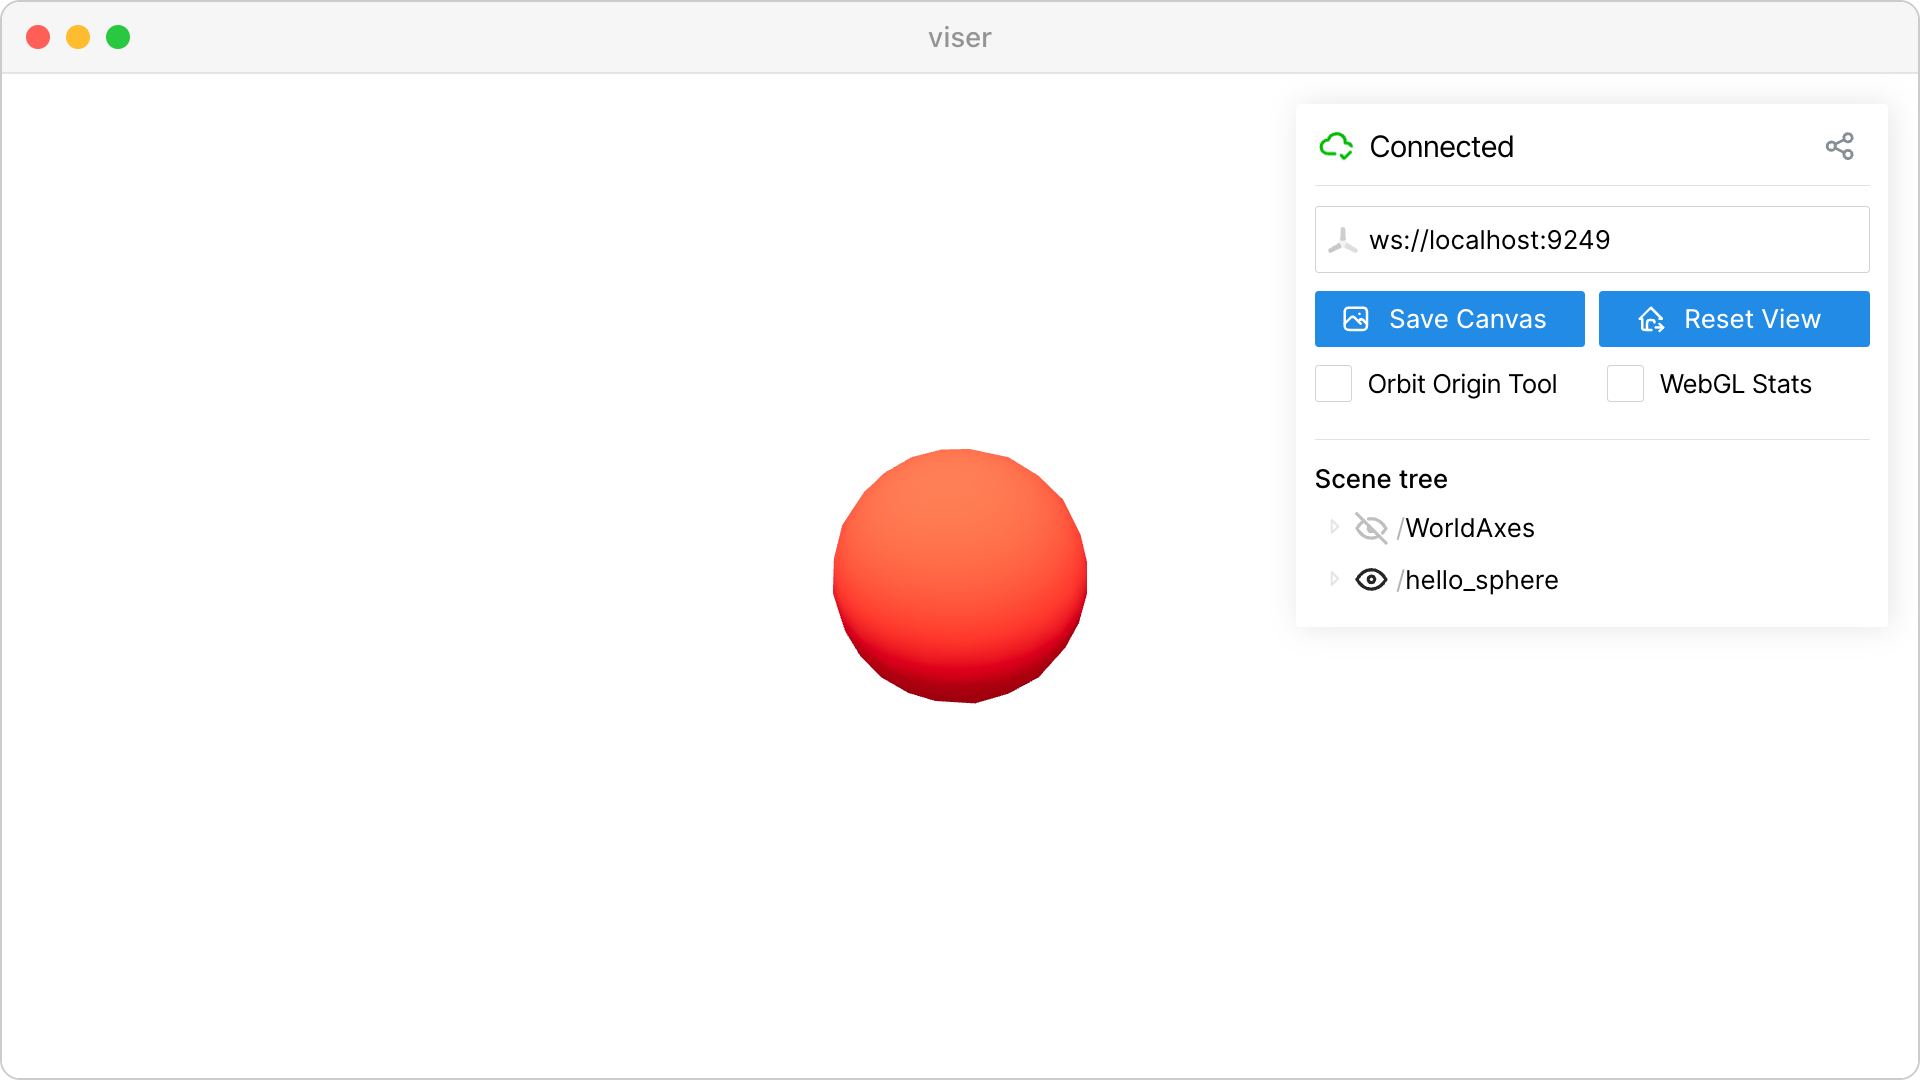 viser
Connected
ws://localhost:9249
Save Canvas
Reset View
Orbit Origin Tool
WebGL Stats
Scene tree
/WorldAxes
/hello_sphere